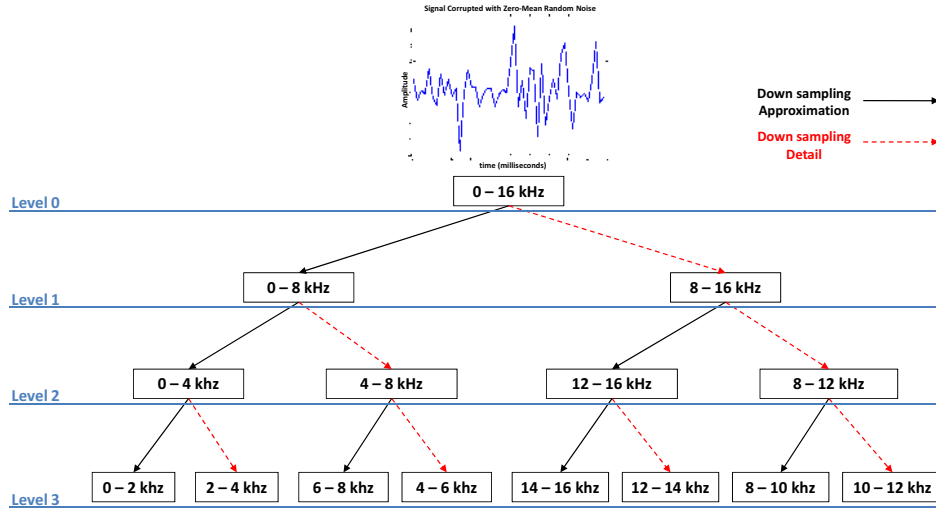 Signal Corrupted with Zero-Mean Random Noise
Amplitude
time (milliseconds)
Down sampling
Approximation
Down sampling
Detail
0 – 16 kHz
Level 0
0 – 8 kHz
8 – 16 kHz
Level 1
0 – 4 khz
4 – 8 kHz
12 – 16 kHz
8 – 12 kHz
Level 2
0 – 2 khz
2 – 4 khz
6 – 8 khz
4 – 6 khz
14 – 16 khz
12 – 14 khz
8 – 10 khz
10 – 12 khz
Level 3